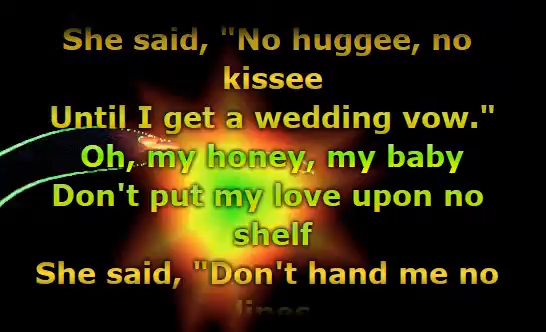 She said, "No huggee, no
kissee
Until I get a wedding vow."
Oh, my honey, my baby
Don't put my love upon no
shelf
She said, "Don't hand me no
lines